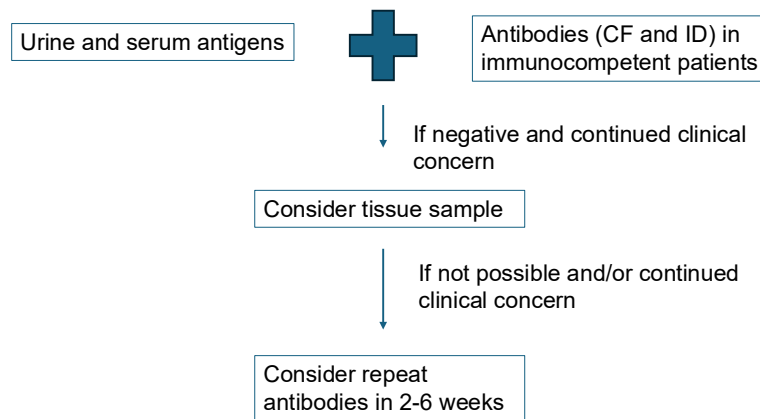 Urine and serum antigens
Antibodies (CF and ID) in
immunocompetent patients
If negative and continued clinical
concern
Consider tissue sample
If not possible and/or continued
clinical concern
Consider repeat
antibodies in 2-6 weeks